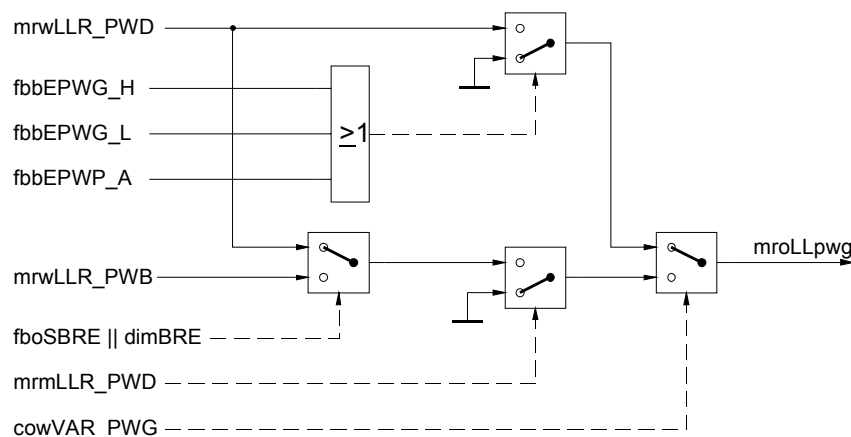 mrwLLR_PWD
fbbEPWG_H
fbbEPWG_L
≥1
fbbEPWP_A
mroLLpwg
mrwLLR_PWB
fboSBRE || dimBRE
mrmLLR_PWD
cowVAR_PWG